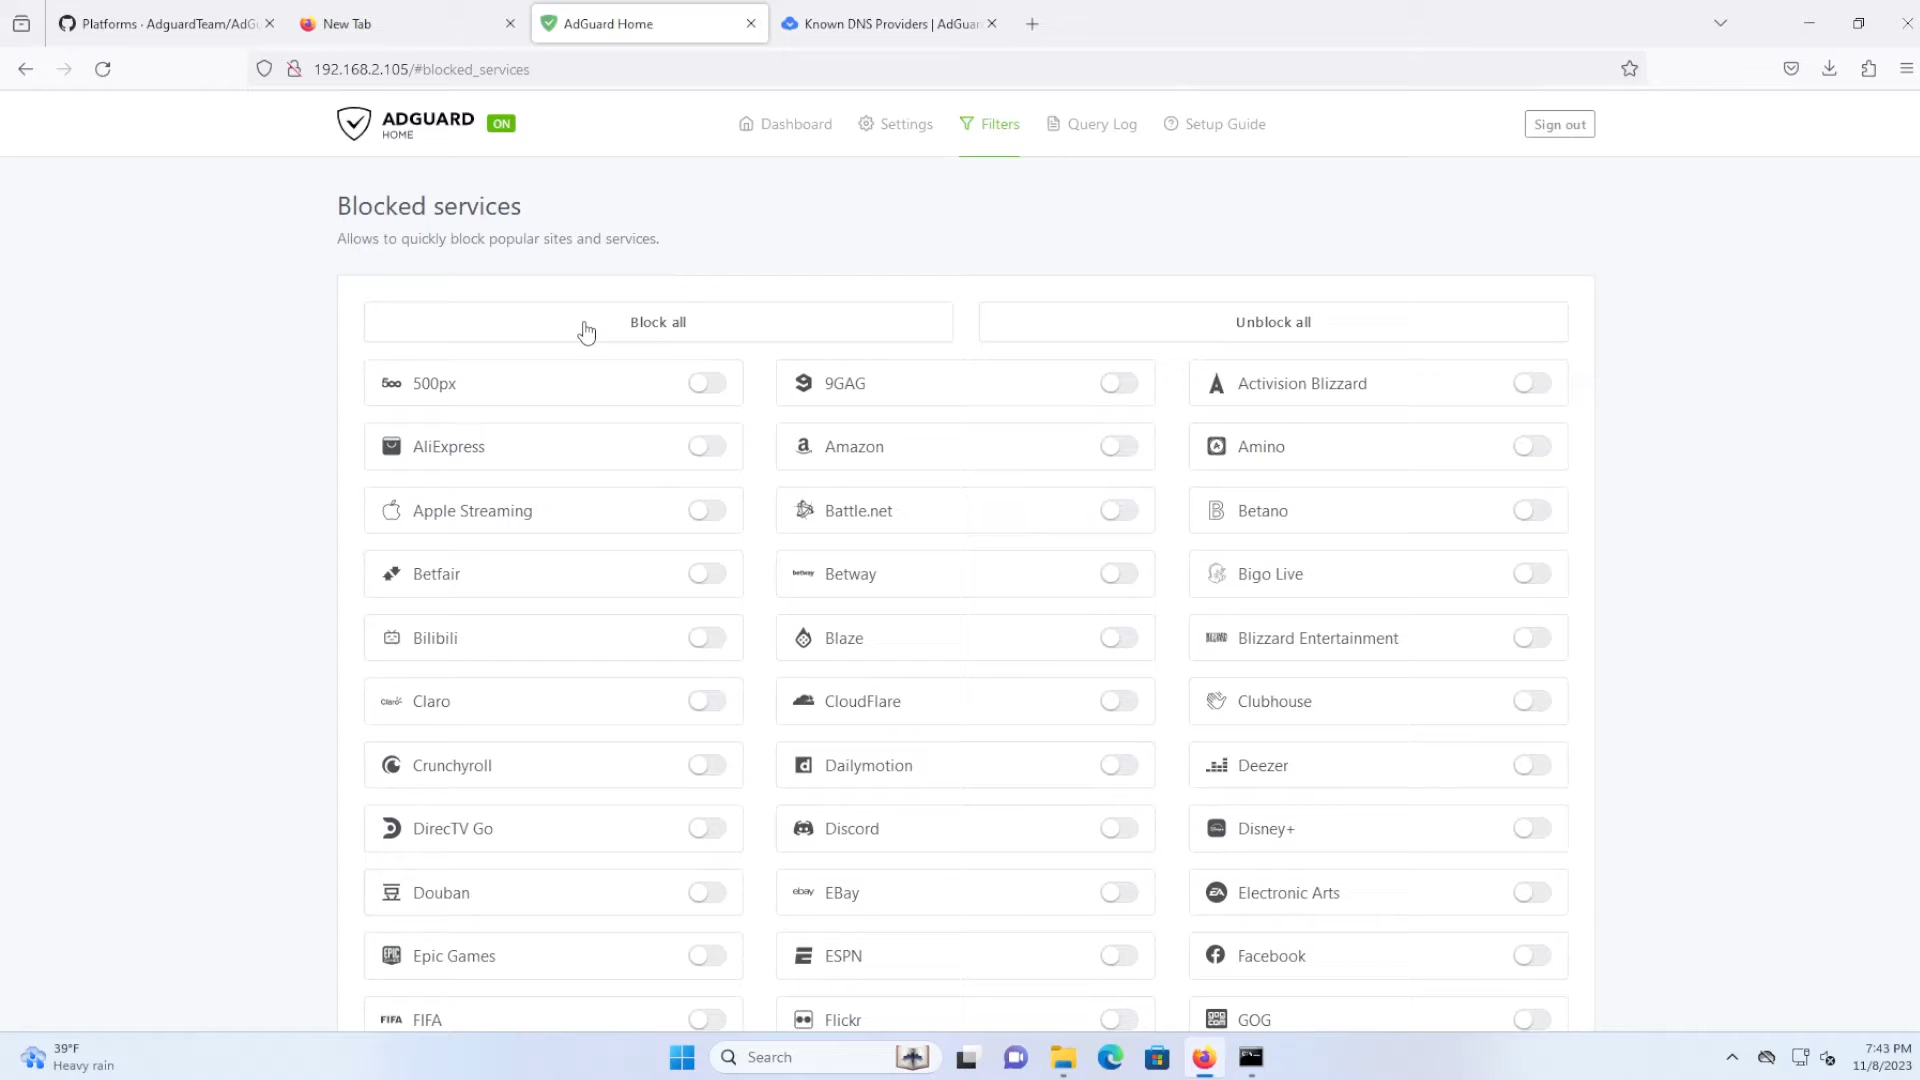 Platforms · AdguardTeam/AdGu
New Tab
AdGuard Home
Known DNS Providers | AdGuar
192.168.2.105/#blocked_services
ADGUARD
HOME
ON
Dashboard
Settings
Filters
Query Log
Setup Guide
Sign out
Blocked services
Allows to quickly block popular sites and services.
Block all
Unblock all
500px
9GAG
Activision Blizzard
AliExpress
Amazon
Amino
Apple Streaming
Battle.net
Betano
Betfair
betway
Betway
Bigo Live
Bilibili
Blaze
Blizzard Entertainment
Claro
CloudFlare
Clubhouse
Crunchyroll
Dailymotion
Deezer
DirecTV Go
Discord
Disney+
Douban
ebay
EBay
Electronic Arts
Epic Games
ESPN
Facebook
FIFA
FIFA
Flickr
GOG
39°F
Heavy rain
Search
7:43 PM
11/8/2023